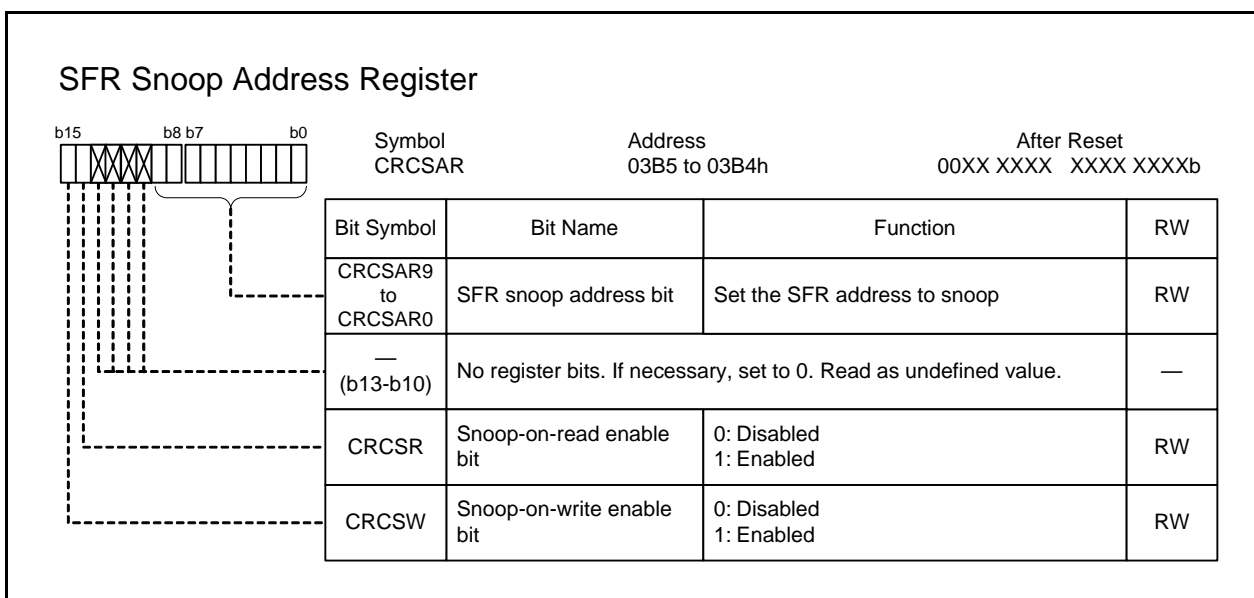 SFR Snoop Address Register
b15 b8 b7 b0
Symbol Address After Reset
CRCSAR 03B5 to 03B4h 00XX XXXX XXXX XXXXb
Bit Symbol Bit Name Function RW
CRCSAR9
to
CRCSAR0
SFR snoop address bit Set the SFR address to snoop RW
—
(b13-b10)
No register bits. If necessary, set to 0. Read as undefined value. —
CRCSR
Snoop-on-read enable
bit
0: Disabled
1: Enabled
RW
CRCSW
Snoop-on-write enable
bit
0: Disabled
1: Enabled
RW